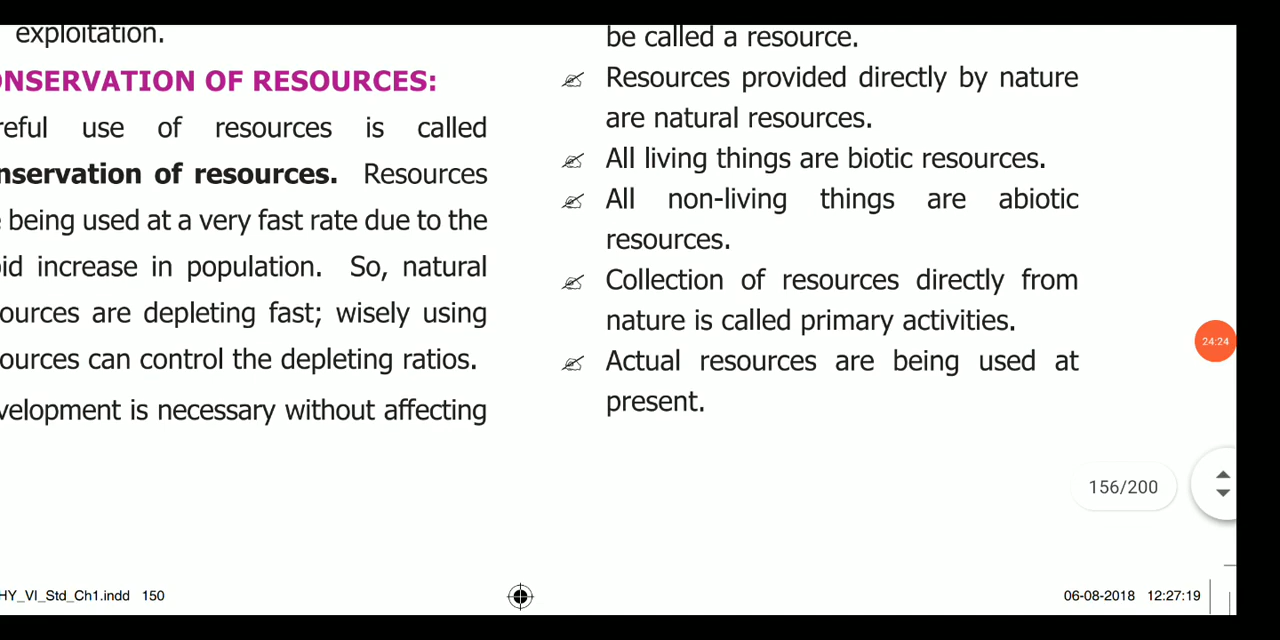 exploitation.
ONSERVATION OF RESOURCES:
reful use of resources is called
nservation of resources. Resources
e being used at a very fast rate due to the
pid increase in population. So, natural
ources are depleting fast; wisely using
sources can control the depleting ratios.
velopment is necessary without affecting
be called a resource.
Resources provided directly by nature
are natural resources.
All living things are biotic resources.
All non-living things are abiotic
resources.
Collection of resources directly from
nature is called primary activities.
Actual resources are being used at
present.
24:24
156/200
HY_VI_Std_Ch1.indd 150
06-08-2018 12:27:19